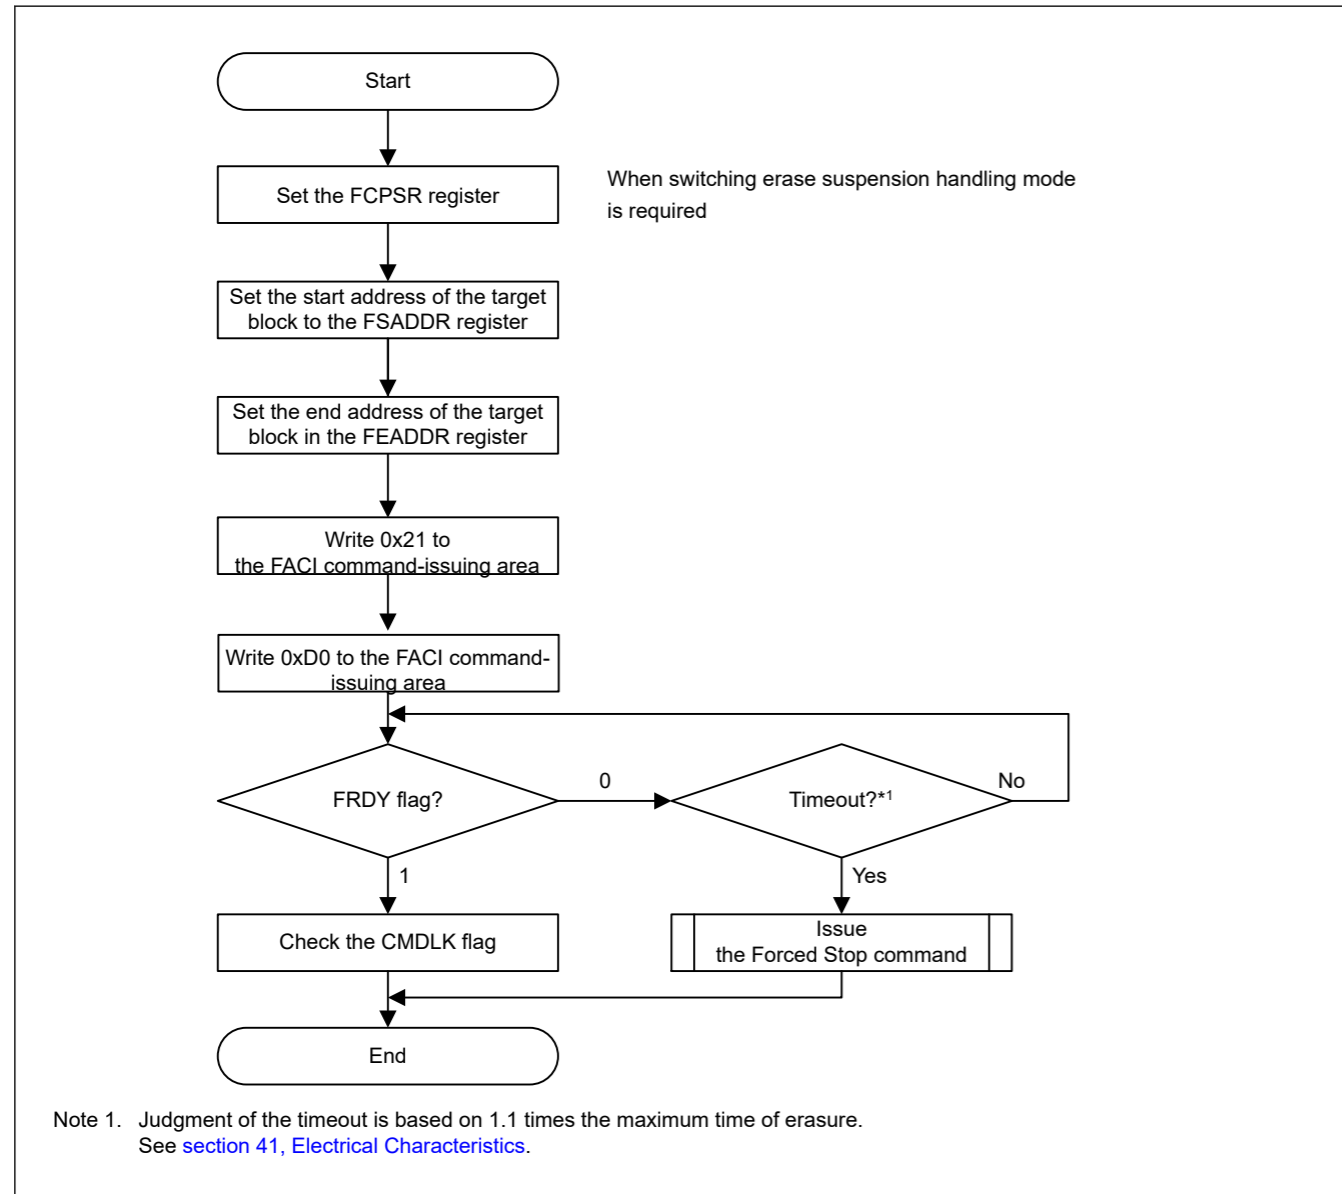 Start
Set the FCPSR register
When switching erase suspension handling mode
is required
Set the start address of the target
block to the FSADDR register
Set the end address of the target
block in the FEADDR register
Write 0x21 to
the FACI command-issuing area
Write 0xD0 to the FACI command-
issuing area
FRDY flag?
0
Timeout?*1
No
1
Yes
Check the CMDLK flag
Issue
the Forced Stop command
End
Note 1. Judgment of the timeout is based on 1.1 times the maximum time of erasure.
See section 41, Electrical Characteristics.